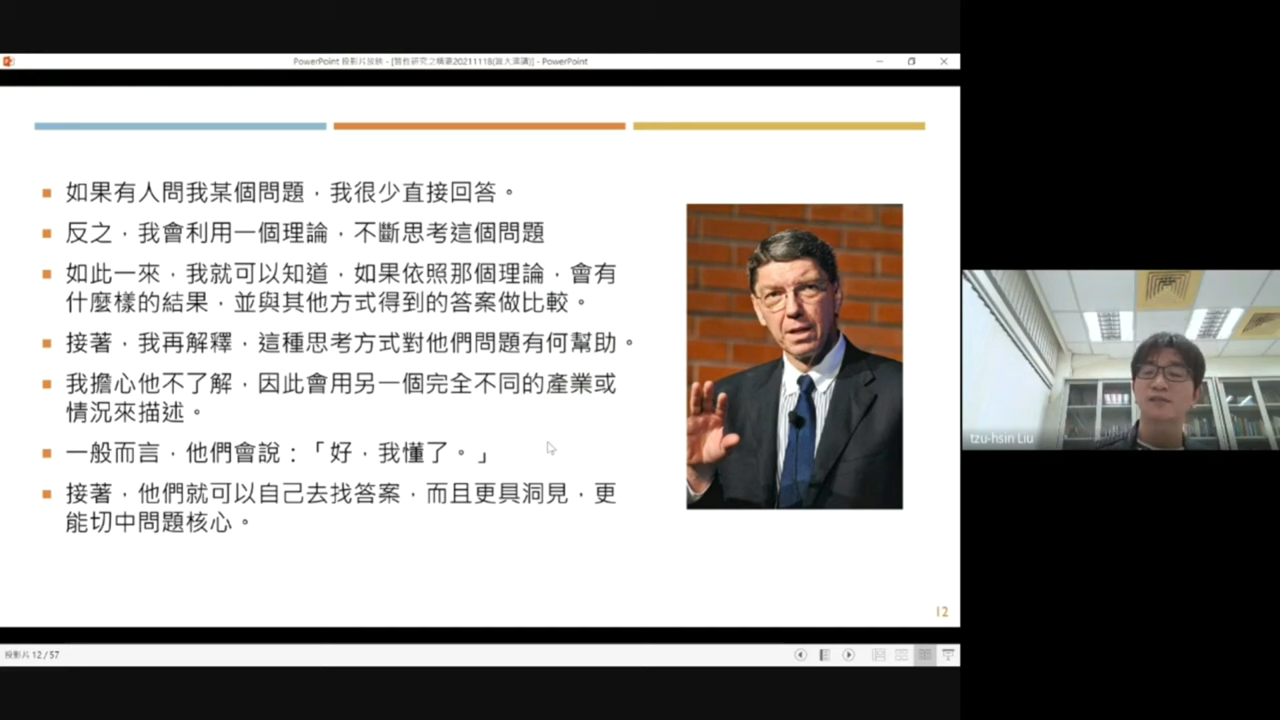 PowerPoint 投影片放映 - [質性研究之精要20211118(政大演講)] - PowerPoint
如果有人問我某個問題，我很少直接回答。
反之，我會利用一個理論，不斷思考這個問題
如此一來，我就可以知道，如果依照那個理論，會有
什麼樣的結果，並與其他方式得到的答案做比較。
接著，我再解釋，這種思考方式對他們問題有何幫助。
我擔心他不了解，因此會用另一個完全不同的產業或
情況來描述。
一般而言，他們會說：「好，我懂了。」
接著，他們就可以自己去找答案，而且更具洞見，更
能切中問題核心。
12
投影片 12 / 57
tzu-hsin Liu